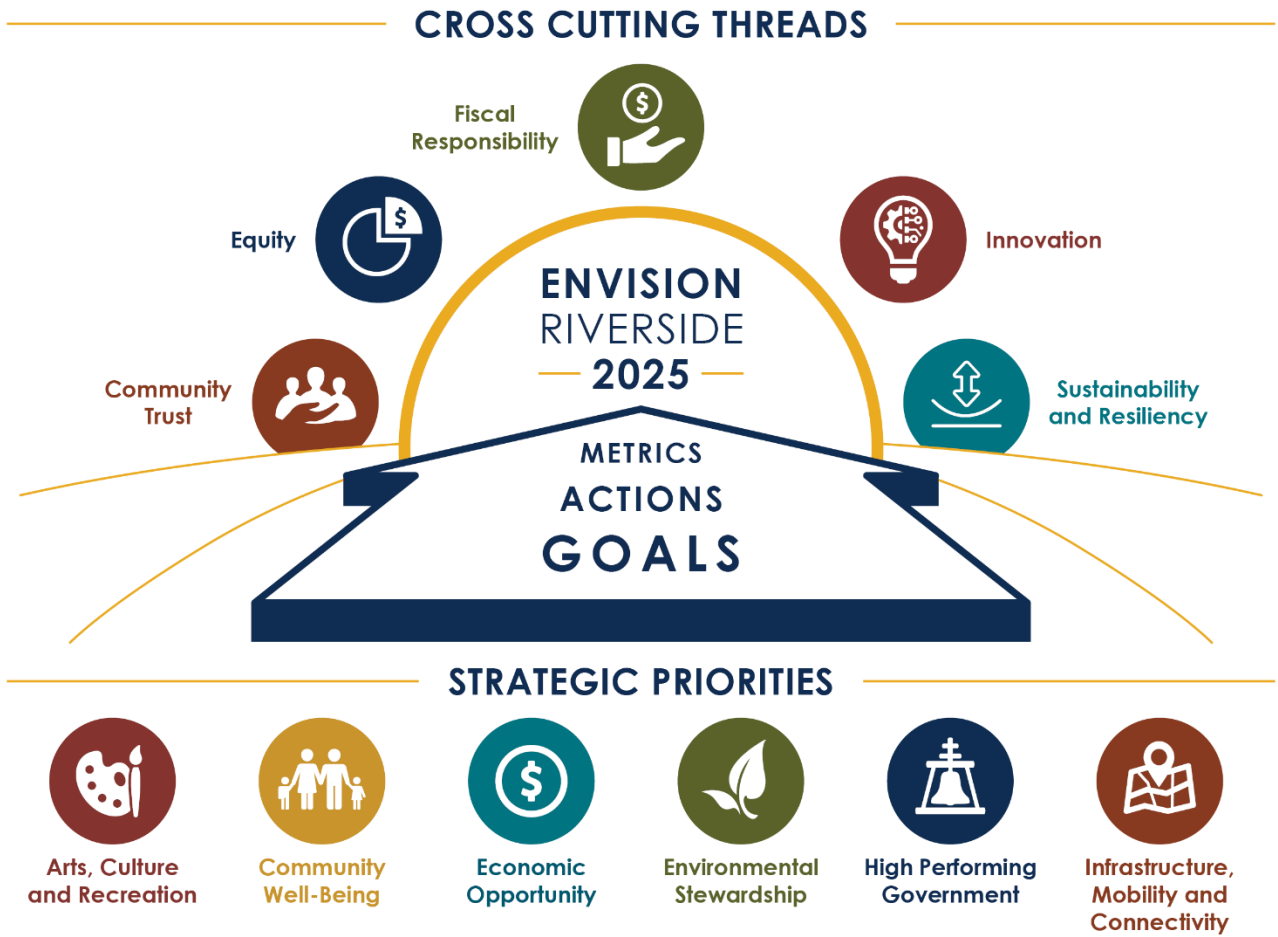 CROSS CUTTING THREADS
Fiscal
Responsibility
$
Equity
$
Innovation
ENVISION
RIVERSIDE
2025
Community
Trust
Sustainability
and Resiliency
METRICS
ACTIONS
GOALS
STRATEGIC PRIORITIES
$
Arts, Culture
and Recreation
Community
Well-Being
Economic
Opportunity
Environmental
Stewardship
High Performing
Government
Infrastructure,
Mobility and
Connectivity